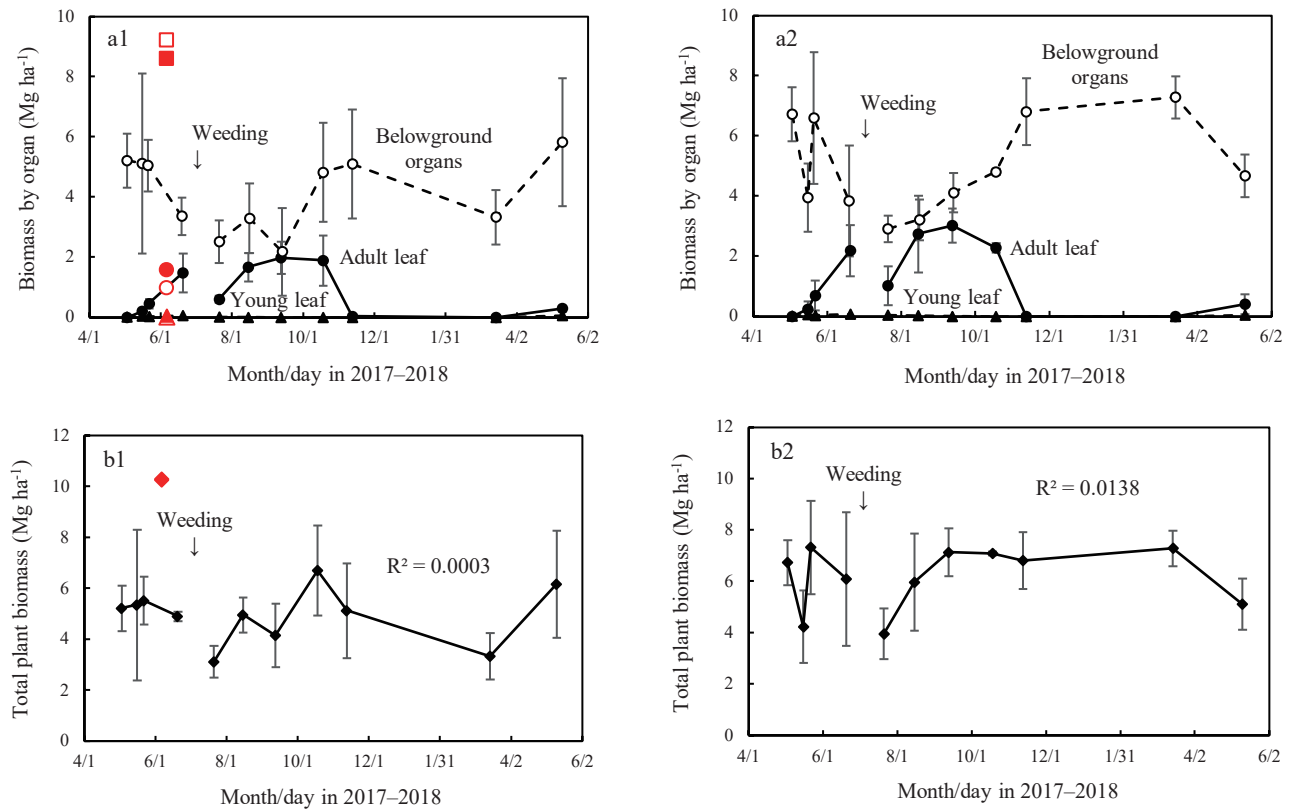 a1
Biomass by organ (Mg ha⁻¹)
10
8
6
4
2
0
Weeding
↓
Belowground
organs
Adult leaf
Young leaf
4/1 6/1 8/1 10/1 12/1 1/31 4/2 6/2
Month/day in 2017–2018
a2
Biomass by organ (Mg ha⁻¹)
10
8
6
4
2
0
Belowground
organs
Weeding
↓
Adult leaf
Young leaf
4/1 6/1 8/1 10/1 12/1 1/31 4/2 6/2
Month/day in 2017–2018
b1
Total plant biomass (Mg ha⁻¹)
12
10
8
6
4
2
0
Weeding
↓
R² = 0.0003
4/1 6/1 8/1 10/1 12/1 1/31 4/2 6/2
Month/day in 2017–2018
b2
Total plant biomass (Mg ha⁻¹)
12
10
8
6
4
2
0
Weeding
↓
R² = 0.0138
4/1 6/1 8/1 10/1 12/1 1/31 4/2 6/2
Month/day in 2017–2018